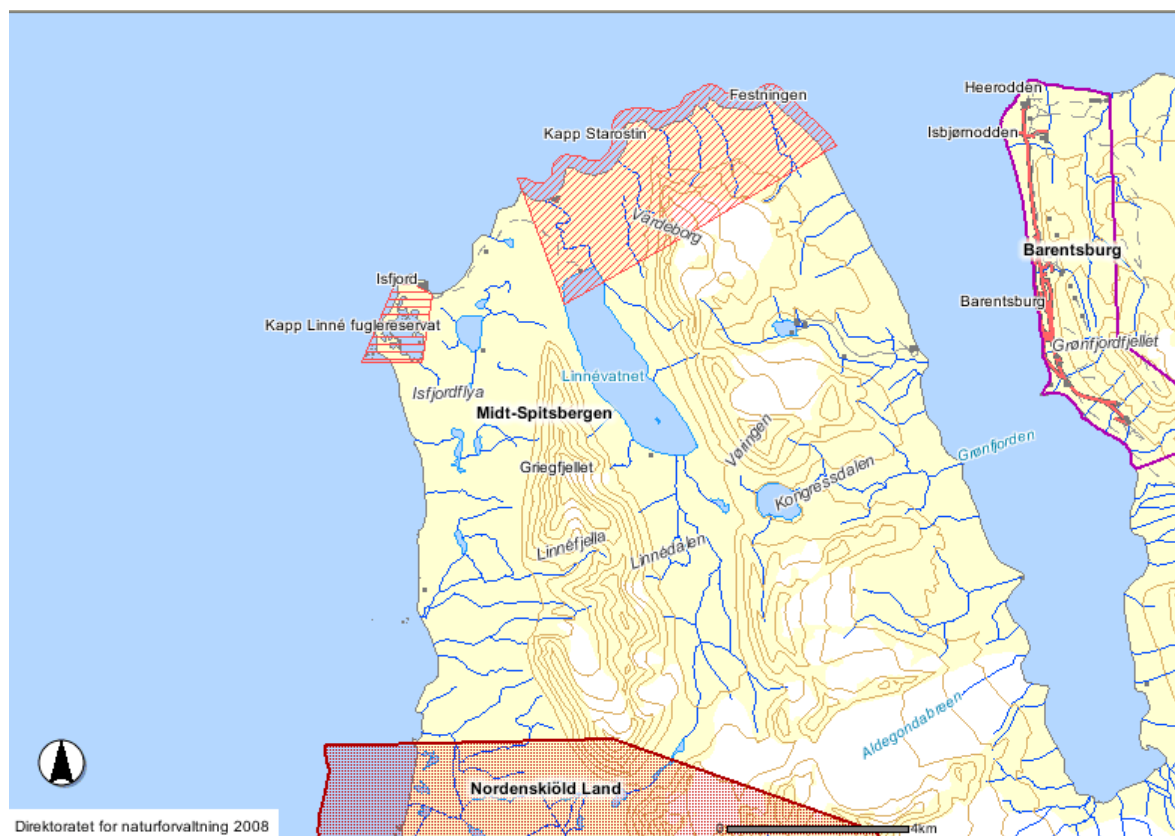 Festningen
Heerodden
Kapp Starostin
Isbjørnodden
Vardeborg
Barentsburg
Isfjord
Barentsburg
Kapp Linné fuglereservat
Grønfjordfjellet
Linnévatnet
Isfjordflya
Midt-Spitsbergen
Vøringen
Grønfjorden
Griegfjellet
Kongressdalen
Linnéfjella
Linnédalen
Aldegondabreen
Nordenskiöld Land
Direktoratet for naturforvaltning 2008
0 4km